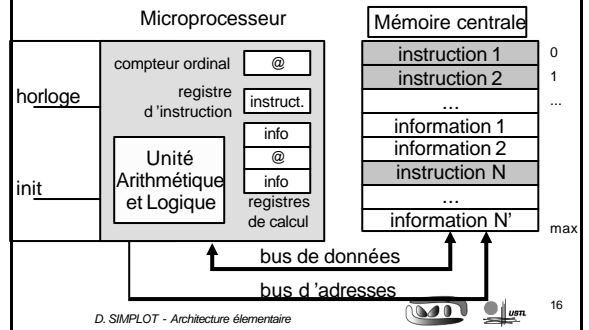 Microprocesseur
Mémoire centrale
compteur ordinal
@
registre
d ’instruction
instruct.
horloge
init
Unité
Arithmétique
et Logique
info
@
info
registres
de calcul
instruction 1
0
instruction 2
1
...
...
information 1
information 2
instruction N
...
information N’
max
bus de données
bus d ’adresses
D. SIMPLOT - Architecture élementaire
USTL
16